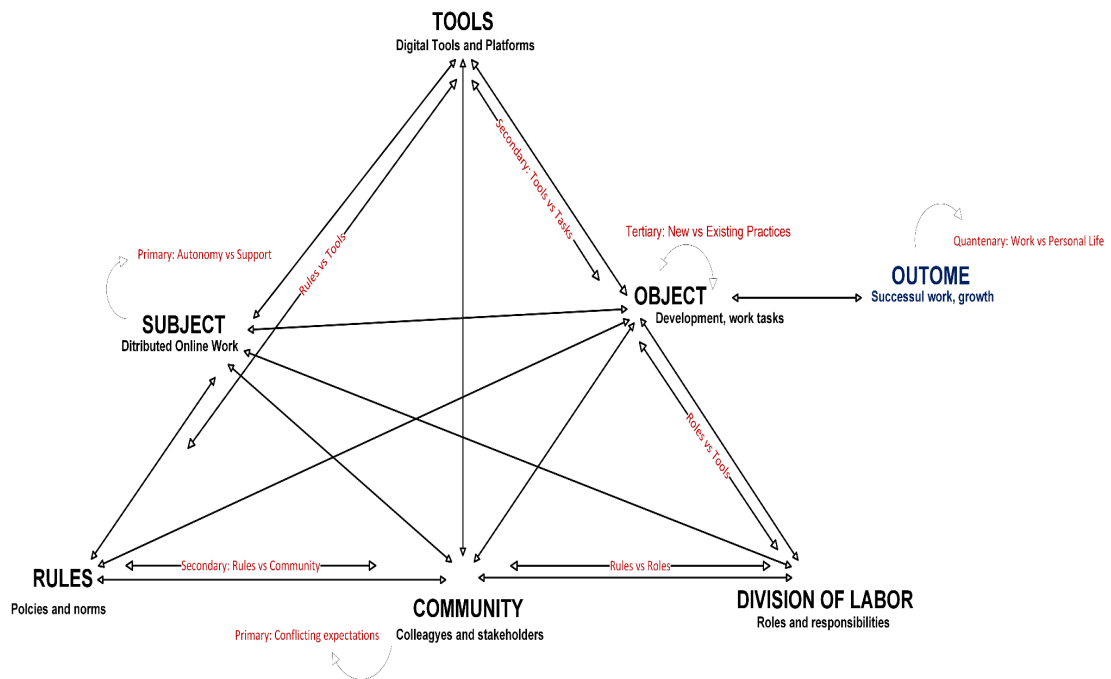 TOOLS
Digital Tools and Platforms
Secondary: Tools vs Tasks
Rules vs Tools
Primary: Autonomy vs Support
Tertiary: New vs Existing Practices
Quantenary: Work vs Personal Life
OUTOME
Successul work, growth
OBJECT
Development, work tasks
SUBJECT
Ditributed Online Work
Roles vs Tools
RULES
Polcies and norms
Secondary: Rules vs Community
Rules vs Roles
COMMUNITY
Colleagyes and stakeholders
DIVISION OF LABOR
Roles and responsibilities
Primary: Conflicting expectations